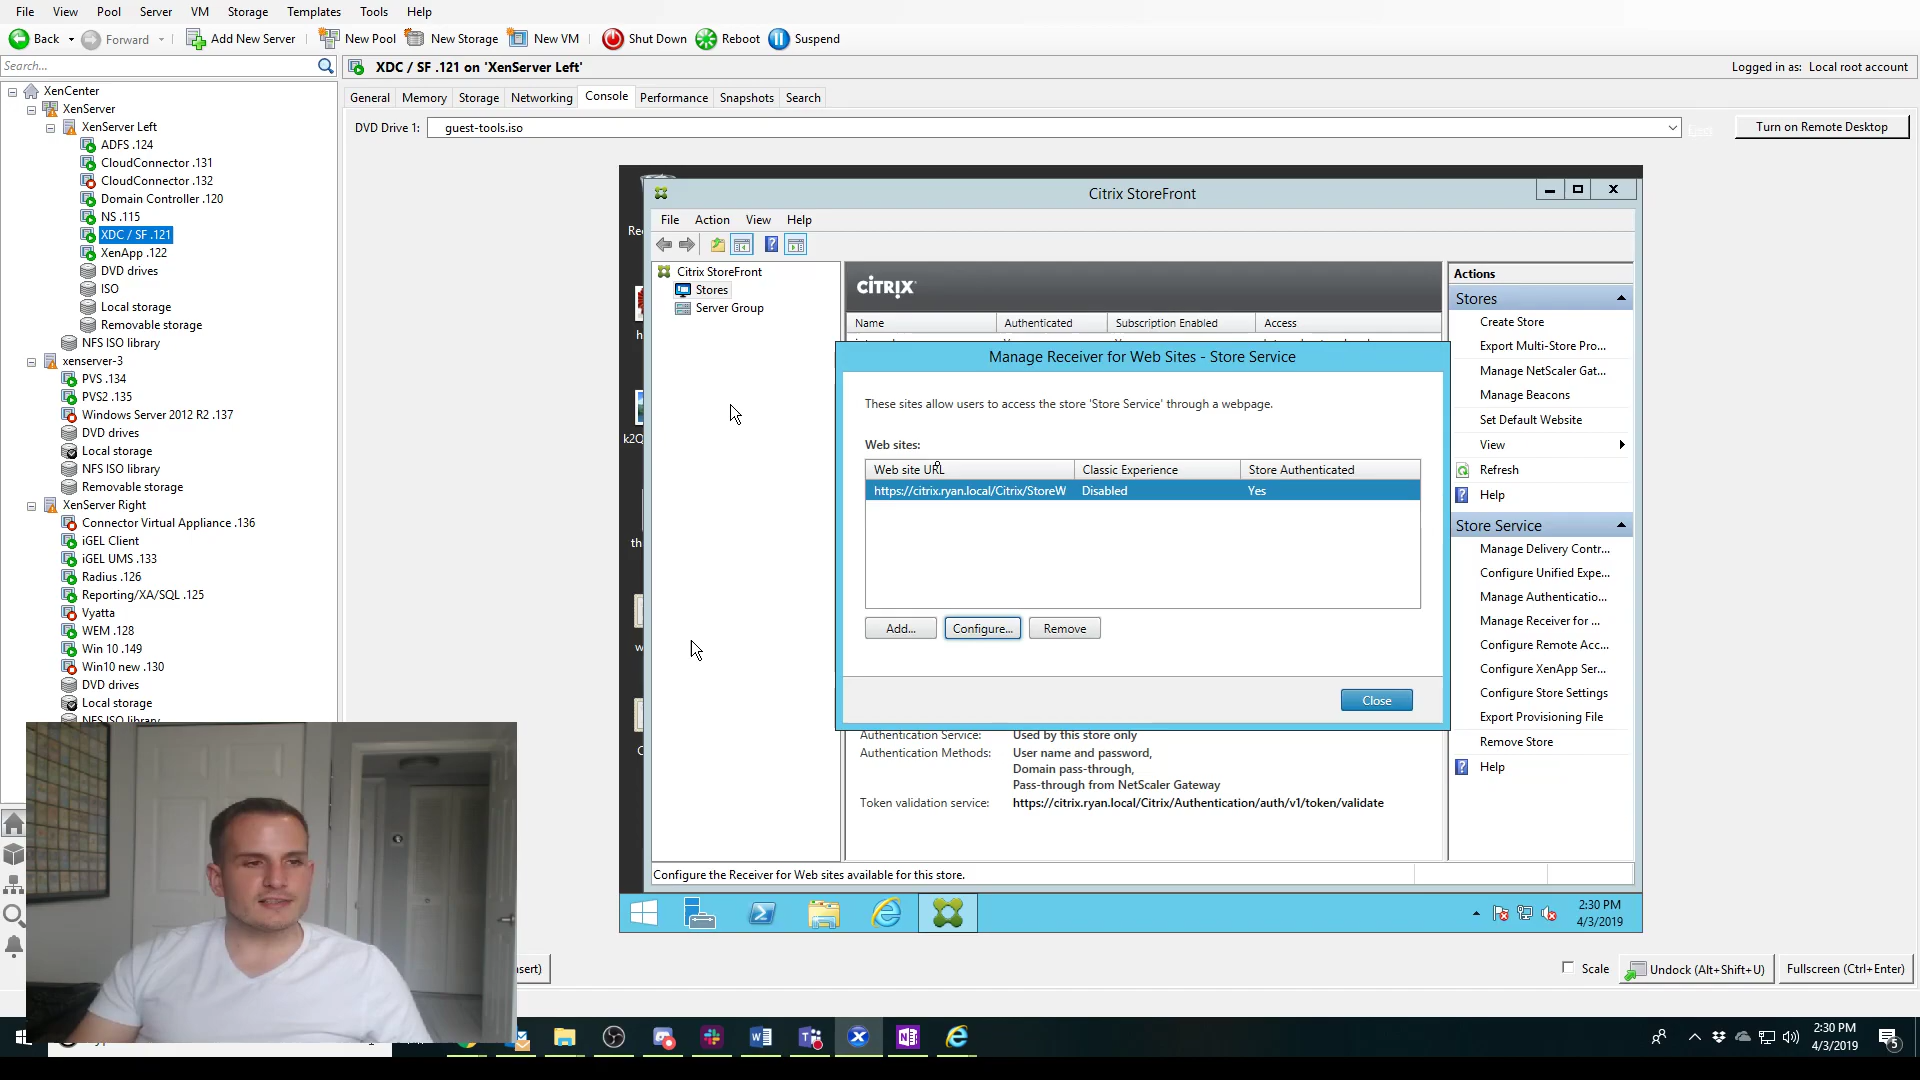 File View Pool Server VM Storage Templates Tools Help
Back Forward Add New Server New Pool New Storage New VM Shut Down Reboot Suspend
Search...
XDC / SF .121 on 'XenServer Left'
Logged in as: Local root account
General Memory Storage Networking Console Performance Snapshots Search
DVD Drive 1: guest-tools.iso
Turn on Remote Desktop
XenCenter
XenServer
XenServer Left
ADFS .124
CloudConnector .131
CloudConnector .132
Domain Controller .120
NS .115
XDC / SF .121
XenApp .122
DVD drives
ISO
Local storage
Removable storage
NFS ISO library
xenserver-3
PVS .134
PVS2 .135
Windows Server 2012 R2 .137
DVD drives
Local storage
NFS ISO library
Removable storage
XenServer Right
Connector Virtual Appliance .136
iGEL Client
iGEL UMS .133
Radius .126
Reporting/XA/SQL .125
Vyatta
WEM .128
Win 10 .149
Win10 new .130
DVD drives
Local storage
NFS ISO library
Citrix StoreFront
File Action View Help
Citrix StoreFront
Stores
Server Group
CİTRIX
Name Authenticated Subscription Enabled Access
Manage Receiver for Web Sites - Store Service
These sites allow users to access the store 'Store Service' through a webpage.
Web sites:
Web site URL Classic Experience Store Authenticated
https://citrix.ryan.local/Citrix/StoreW Disabled Yes
Add... Configure... Remove
Close
Authentication Service: Used by this store only
Authentication Methods: User name and password,
Domain pass-through,
Pass-through from NetScaler Gateway
Token validation service: https://citrix.ryan.local/Citrix/Authentication/auth/v1/token/validate
Configure the Receiver for Web sites available for this store.
Actions
Stores
Create Store
Export Multi-Store Pro...
Manage NetScaler Gat...
Manage Beacons
Set Default Website
View
Refresh
Help
Store Service
Manage Delivery Contr...
Configure Unified Expe...
Manage Authenticatio...
Manage Receiver for ...
Configure Remote Acc...
Configure XenApp Ser...
Configure Store Settings
Export Provisioning File
Remove Store
Help
2:30 PM
4/3/2019
Scale Undock (Alt+Shift+U) Fullscreen (Ctrl+Enter)
2:30 PM
4/3/2019
5